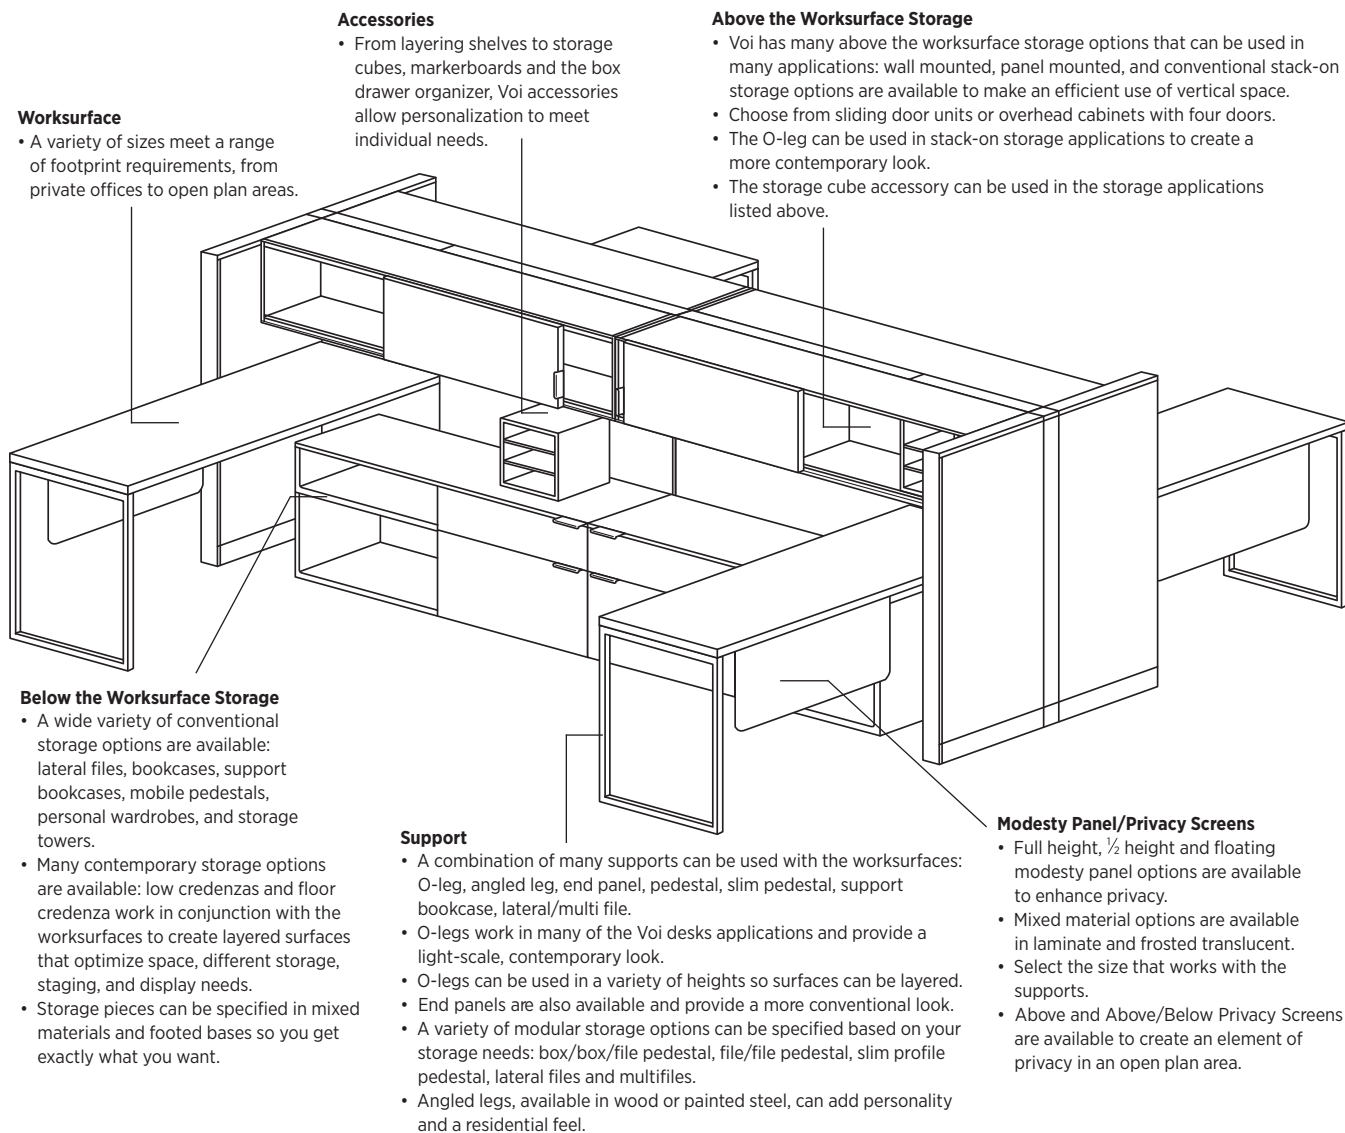 Accessories
• From layering shelves to storage
cubes, markerboards and the box
drawer organizer, Voi accessories
allow personalization to meet
individual needs.
Above the Worksurface Storage
• Voi has many above the worksurface storage options that can be used in
many applications: wall mounted, panel mounted, and conventional stack-on
storage options are available to make an efficient use of vertical space.
• Choose from sliding door units or overhead cabinets with four doors.
• The O-leg can be used in stack-on storage applications to create a
more contemporary look.
• The storage cube accessory can be used in the storage applications
listed above.
Worksurface
• A variety of sizes meet a range
of footprint requirements, from
private offices to open plan areas.
Below the Worksurface Storage
• A wide variety of conventional
storage options are available:
lateral files, bookcases, support
bookcases, mobile pedestals,
personal wardrobes, and storage
towers.
• Many contemporary storage options
are available: low credenzas and floor
credenza work in conjunction with the
worksurfaces to create layered surfaces
that optimize space, different storage,
staging, and display needs.
• Storage pieces can be specified in mixed
materials and footed bases so you get
exactly what you want.
Support
• A combination of many supports can be used with the worksurfaces:
O-leg, angled leg, end panel, pedestal, slim pedestal, support
bookcase, lateral/multi file.
• O-legs work in many of the Voi desks applications and provide a
light-scale, contemporary look.
• O-legs can be used in a variety of heights so surfaces can be layered.
• End panels are also available and provide a more conventional look.
• A variety of modular storage options can be specified based on your
storage needs: box/box/file pedestal, file/file pedestal, slim profile
pedestal, lateral files and multifiles.
• Angled legs, available in wood or painted steel, can add personality
and a residential feel.
Modesty Panel/Privacy Screens
• Full height, ½ height and floating
modesty panel options are available
to enhance privacy.
• Mixed material options are available
in laminate and frosted translucent.
• Select the size that works with the
supports.
• Above and Above/Below Privacy Screens
are available to create an element of
privacy in an open plan area.